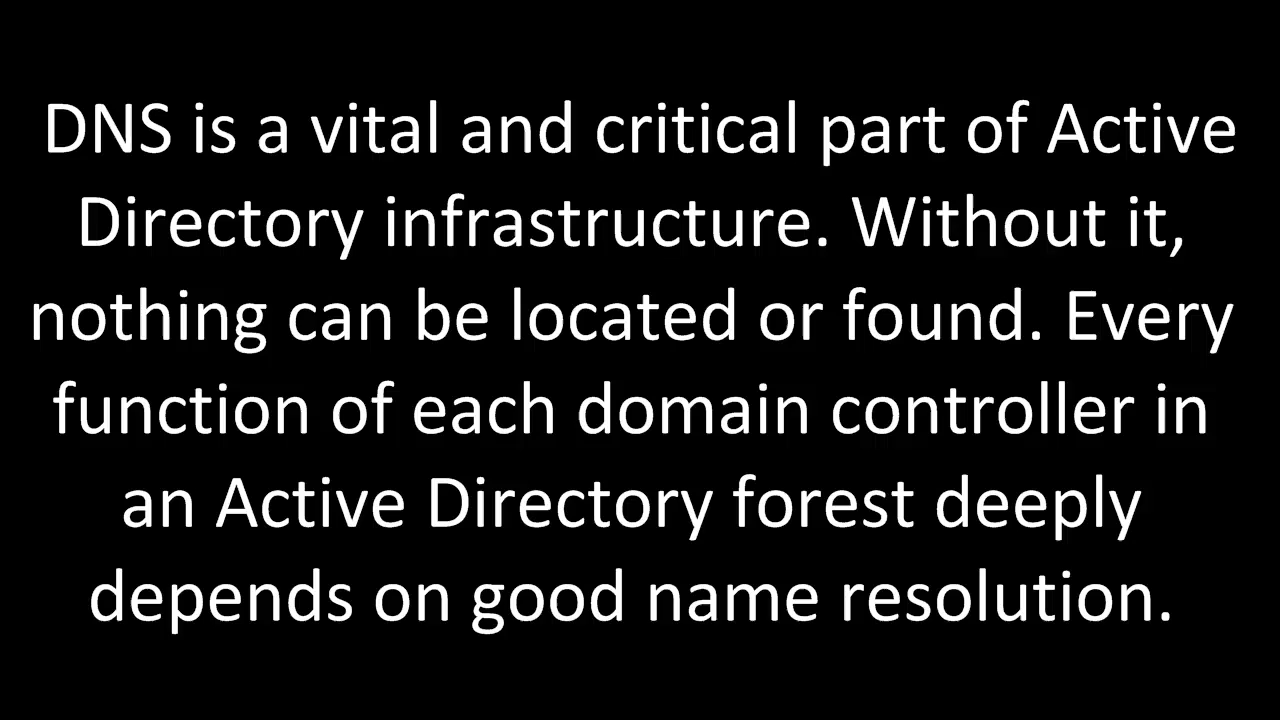 DNS is a vital and critical part of Active
Directory infrastructure. Without it,
nothing can be located or found. Every
function of each domain controller in
an Active Directory forest deeply
depends on good name resolution.